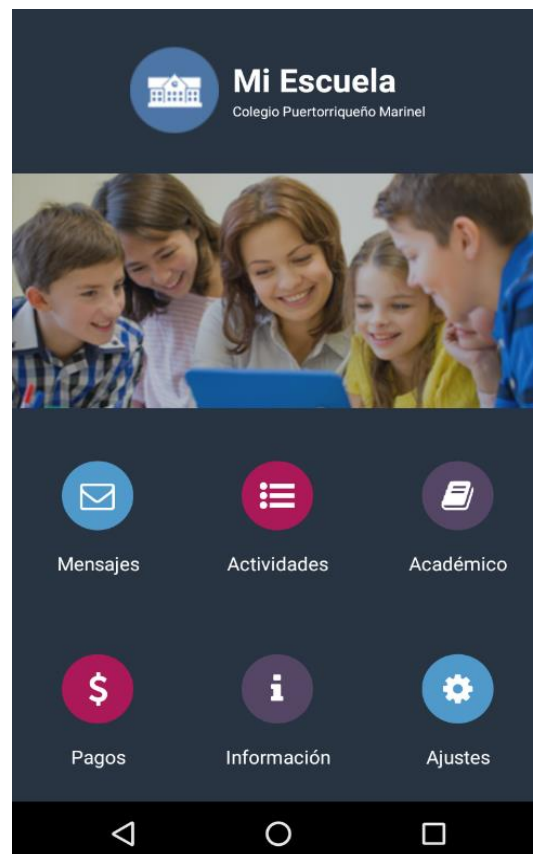 Mi Escuela
Colegio Puertorriqueño Marinel
Mensajes
Actividades
Académico
Pagos
Información
Ajustes